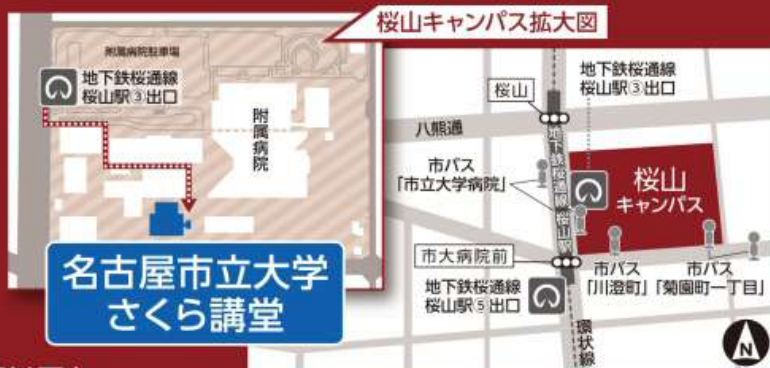 桜山キャンパス拡大図
附属病院駐車場
地下鉄桜通線
桜山駅③出口
附属病院
名古屋市立大学
さくら講堂
地下鉄桜通線
桜山駅③出口
桜山
八熊通
地下鉄桜通線 桜山駅
市バス
「市立大学病院」
桜山
キャンパス
市大病院前
地下鉄桜通線
桜山駅⑤出口
市バス
「川澄町」
市バス
「菊園町一丁目」
環状線
N